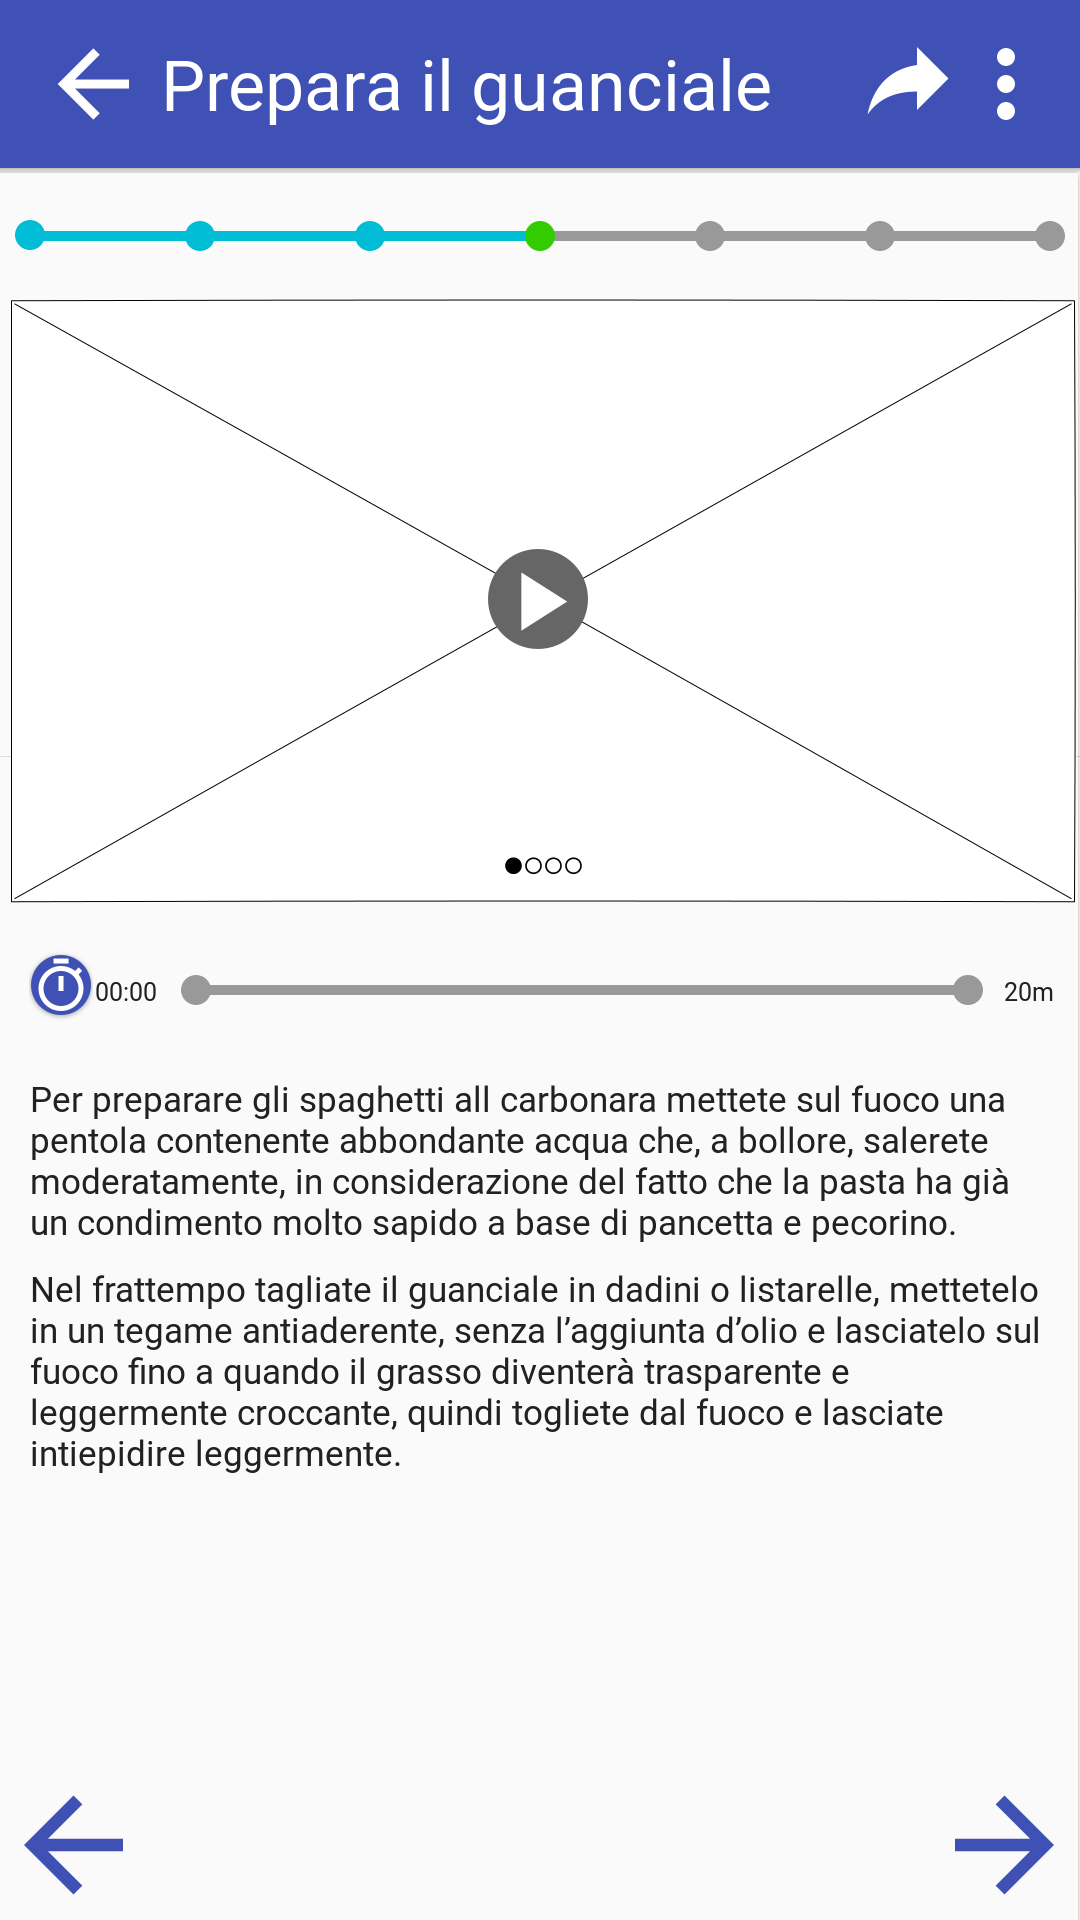 Prepara il guanciale
00:00
20m
Per preparare gli spaghetti all carbonara mettete sul fuoco una
pentola contenente abbondante acqua che, a bollore, salerete
moderatamente, in considerazione del fatto che la pasta ha già
un condimento molto sapido a base di pancetta e pecorino.
Nel frattempo tagliate il guanciale in dadini o listarelle, mettetelo
in un tegame antiaderente, senza l’aggiunta d’olio e lasciatelo sul
fuoco fino a quando il grasso diventerà trasparente e
leggermente croccante, quindi togliete dal fuoco e lasciate
intiepidire leggermente.